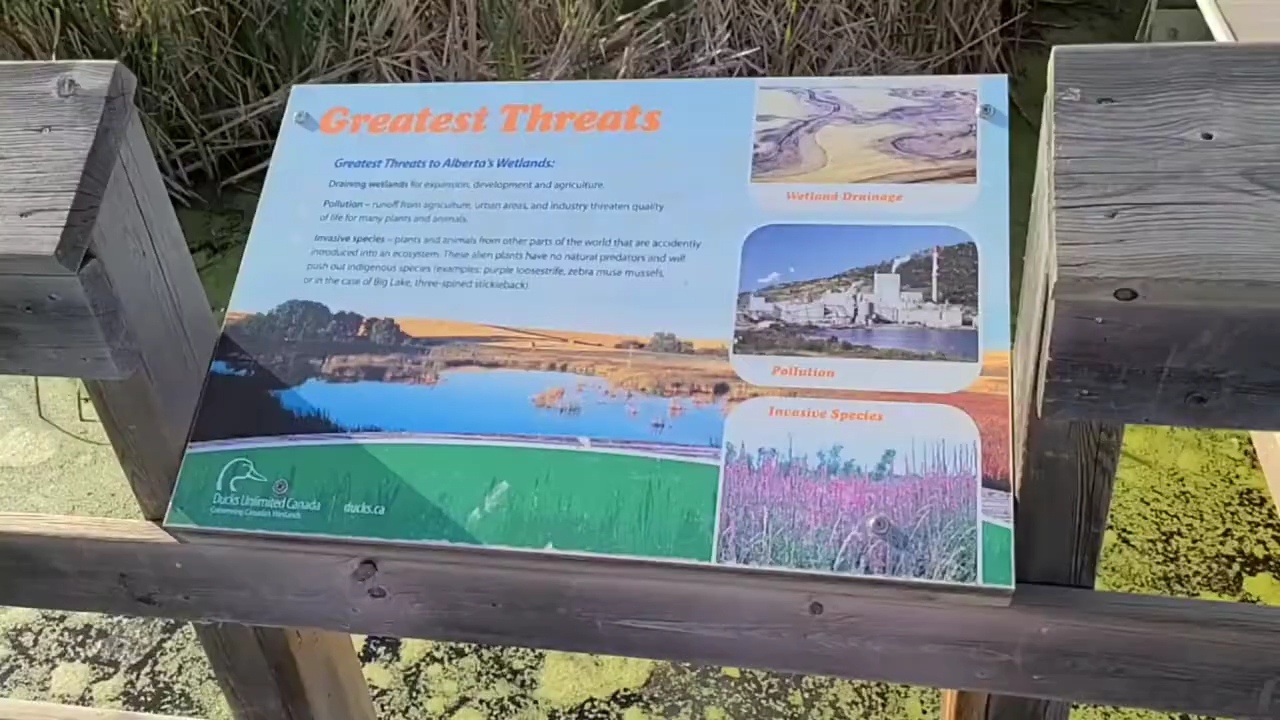 Greatest Threats
Greatest Threats to Alberta's Wetlands:
Draining wetlands for expansion, development and agriculture.
Pollution – runoff from agriculture, urban areas, and industry threaten quality
of life for many plants and animals.
Invasive species – plants and animals from other parts of the world that are accidently
introduced into an ecosystem. These alien plants have no natural predators and will
push out indigenous species (examples: purple loosestrife, zebra muse mussels,
or in the case of Big Lake, three-spined stickleback).
Wetland Drainage
Pollution
Invasive Species
Ducks Unlimited Canada
Conserving Canada's Wetlands
ducks.ca